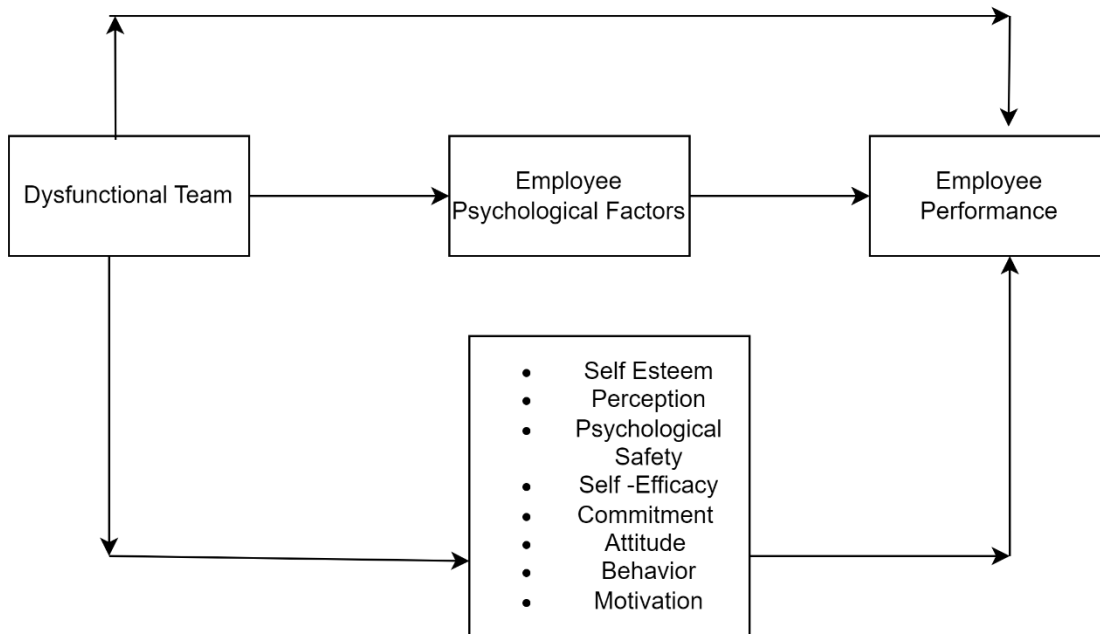 Dysfunctional Team
Employee
Psychological Factors
Employee
Performance
• Self Esteem
• Perception
• Psychological
Safety
• Self -Efficacy
• Commitment
• Attitude
• Behavior
• Motivation